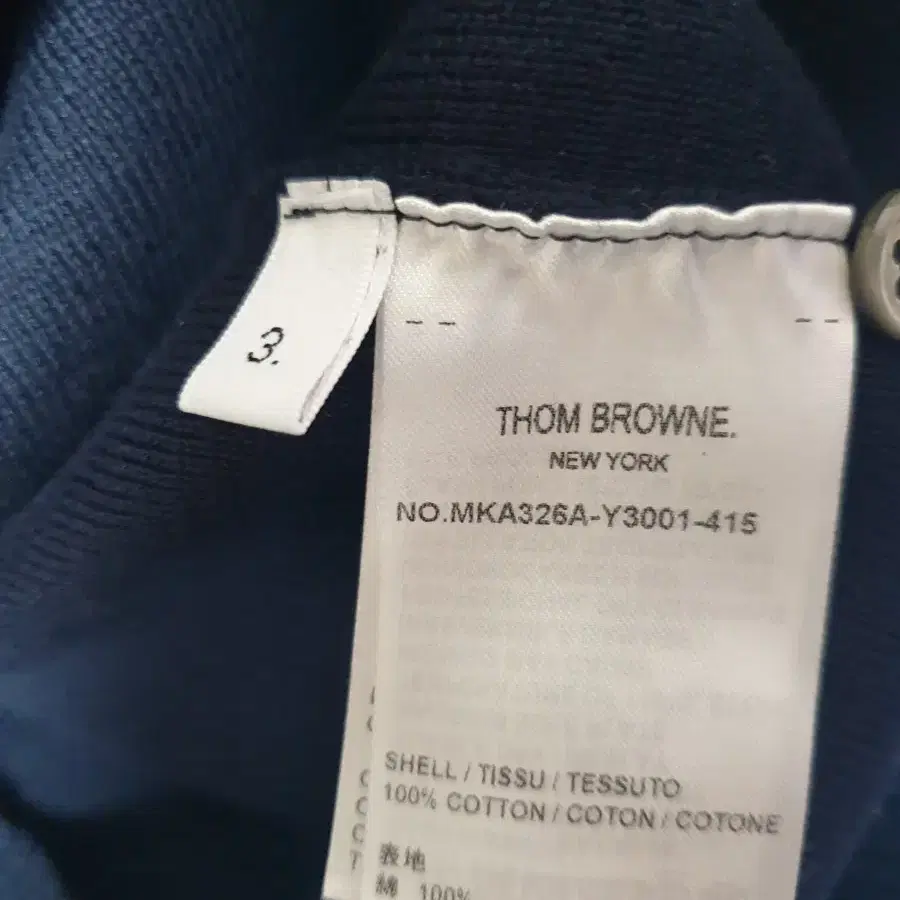 3.
THOM BROWNE.
NEW YORK
NO.MKA326A-Y3001-415
SHELL / TISSU / TESSUTO
100% COTTON / COTON / COTONE
表地
綿 100%